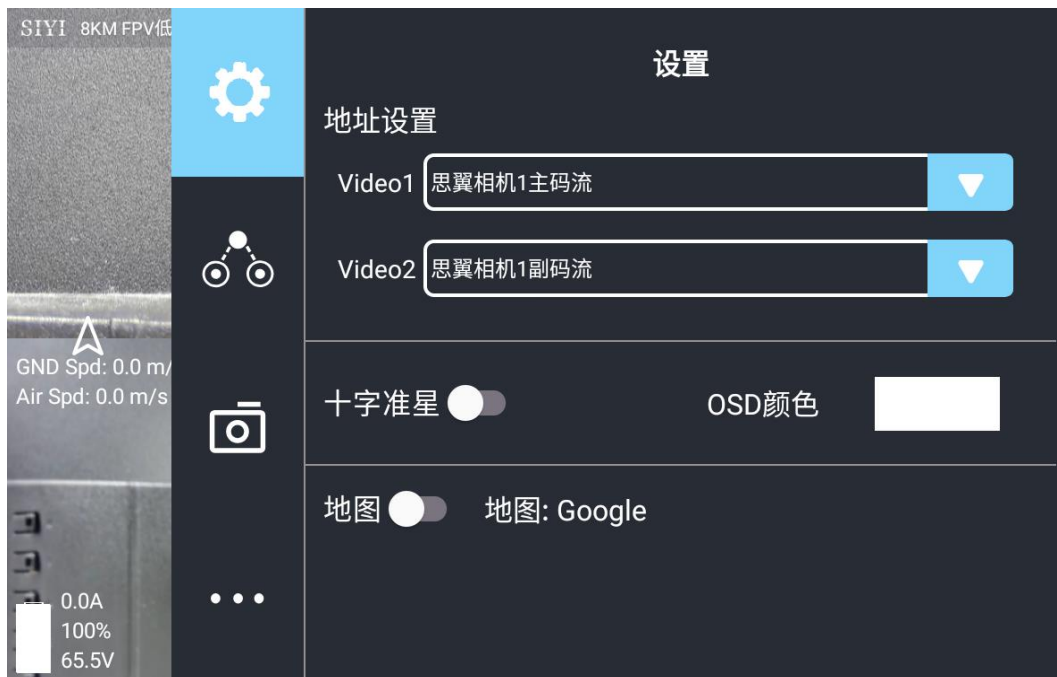 SIYI 8KM FPV低
设置
地址设置
Video1 思翼相机1主码流
Video2 思翼相机1副码流
GND Spd: 0.0 m/
Air Spd: 0.0 m/s
十字准星 OSD颜色
地图 地图: Google
0.0A
100%
65.5V